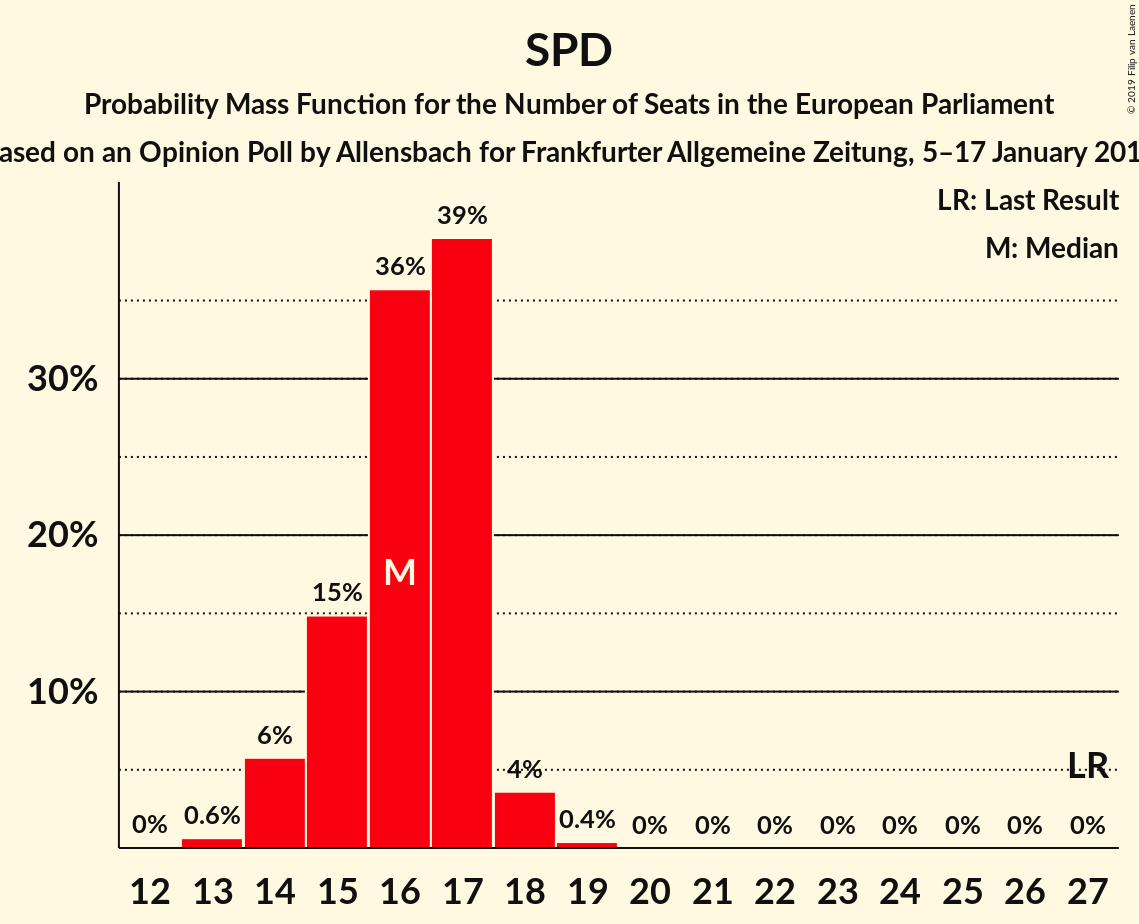 SPD
Probability Mass Function for the Number of Seats in the European Parliament
ased on an Opinion Poll by Allensbach for Frankfurter Allgemeine Zeitung, 5–17 January 201
© 2019 Filip van Laenen
LR: Last Result
M: Median
39%
36%
30%
20%
M
15%
10%
6%
LR
4%
0% 0.6% 0.4% 0% 0% 0% 0% 0% 0% 0% 0%
12 13 14 15 16 17 18 19 20 21 22 23 24 25 26 27